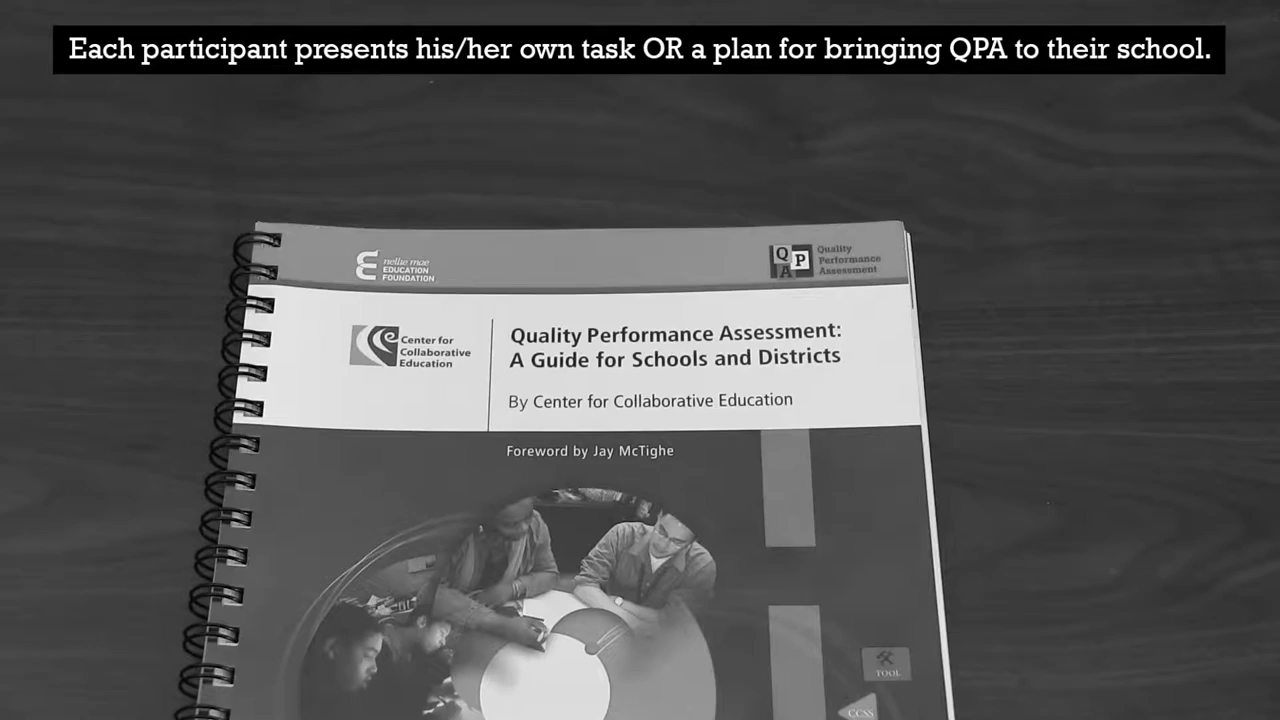 Each participant presents his/her own task OR a plan for bringing QPA to their school.
nellie mae
EDUCATION
FOUNDATION
Q P A
Quality
Performance
Assessment
Center for
Collaborative
Education
Quality Performance Assessment:
A Guide for Schools and Districts
By Center for Collaborative Education
Foreword by Jay McTighe
TOOL
CCSS